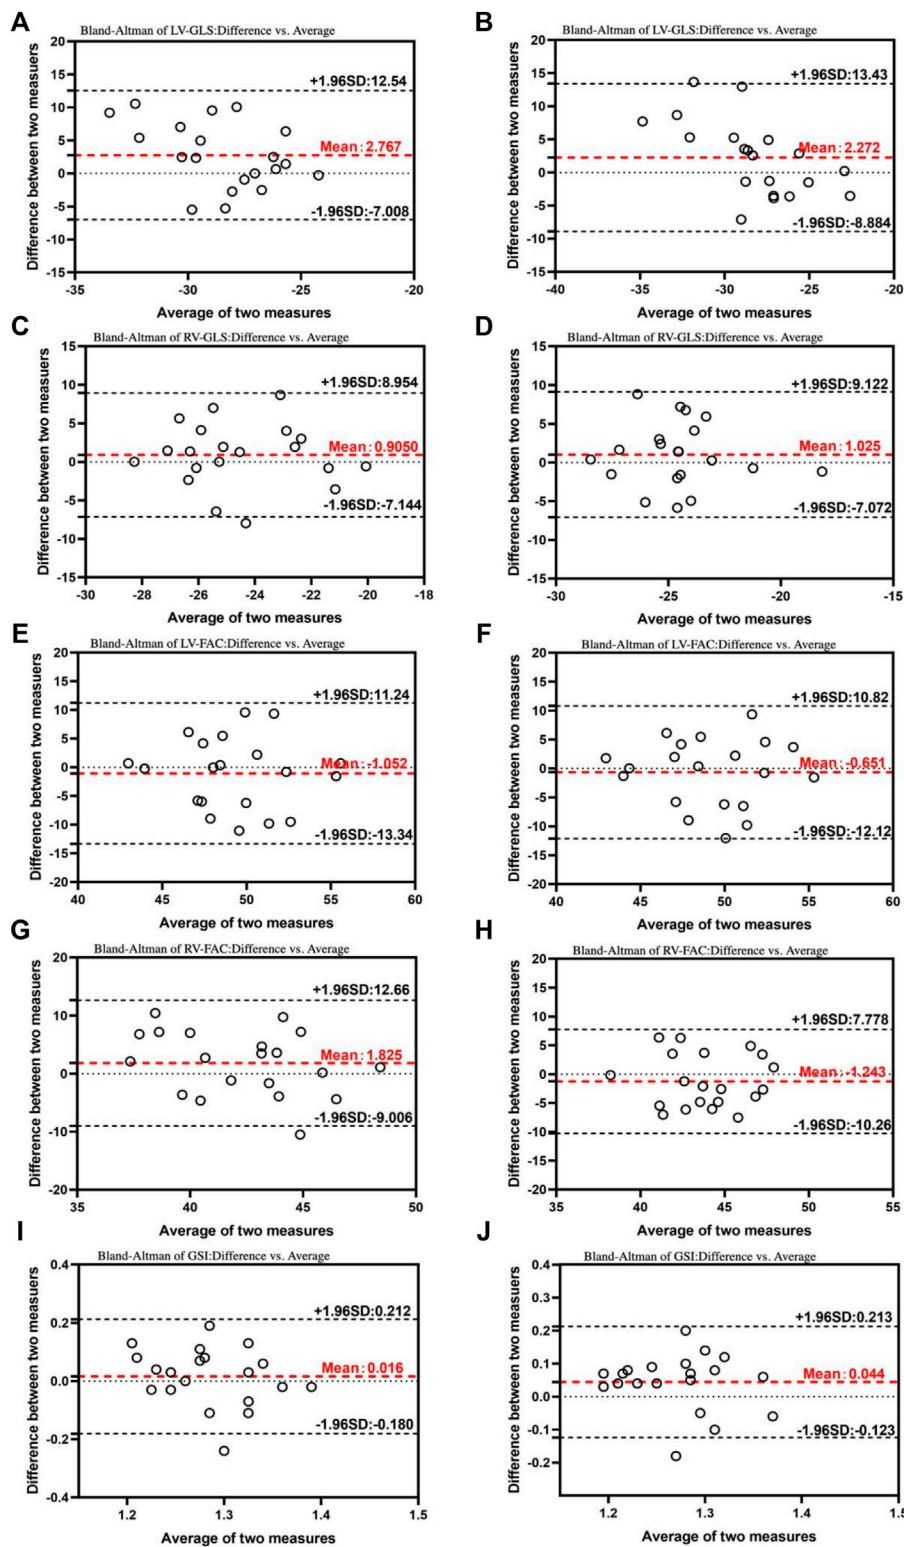 A
Bland-Altman of LV-GLS:Difference vs. Average
Difference between two measuers
15
10
5
0
-5
-10
-15
+1.96SD:12.54
Mean:2.767
-1.96SD:-7.008
-35
-30
-25
-20
Average of two measures
B
Bland-Altman of LV-GLS:Difference vs. Average
Difference between two measuers
20
15
10
5
0
-5
-10
-15
+1.96SD:13.43
Mean:2.272
-1.96SD:-8.884
-40
-35
-30
-25
-20
Average of two measures
C
Bland-Altman of RV-GLS:Difference vs. Average
Difference between two measuers
15
10
5
0
-5
-10
-15
+1.96SD:8.954
Mean:0.9050
-1.96SD:-7.144
-30
-28
-26
-24
-22
-20
-18
Average of two measures
D
Bland-Altman of RV-GLS:Difference vs. Average
Difference between two measuers
15
10
5
0
-5
-10
-15
+1.96SD:9.122
Mean:1.025
-1.96SD:-7.072
-30
-25
-20
-15
Average of two measures
E
Bland-Altman of LV-FAC:Difference vs. Average
Difference between two measuers
20
15
10
5
0
-5
-10
-15
-20
+1.96SD:11.24
Mean:-1.052
-1.96SD:-13.34
40
45
50
55
60
Average of two measures
F
Bland-Altman of LV-FAC:Difference vs. Average
Difference between two measuers
20
15
10
5
0
-5
-10
-15
-20
+1.96SD:10.82
Mean:-0.651
-1.96SD:-12.12
40
45
50
55
60
Average of two measures
G
Bland-Altman of RV-FAC:Difference vs. Average
Difference between two measuers
20
10
0
-10
-20
+1.96SD:12.66
Mean:1.825
-1.96SD:-9.006
35
40
45
50
Average of two measures
H
Bland-Altman of RV-FAC:Difference vs. Average
Difference between two measuers
20
15
10
5
0
-5
-10
-15
-20
+1.96SD:7.778
Mean:-1.243
-1.96SD:-10.26
35
40
45
50
55
Average of two measures
I
Bland-Altman of GSI:Difference vs. Average
Difference between two measuers
0.4
0.2
0.0
-0.2
-0.4
+1.96SD:0.212
Mean:0.016
-1.96SD:-0.180
1.2
1.3
1.4
1.5
Average of two measures
J
Bland-Altman of GSI:Difference vs. Average
Difference between two measuers
0.4
0.3
0.2
0.1
0.0
-0.1
-0.2
+1.96SD:0.213
Mean:0.044
-1.96SD:-0.123
1.2
1.3
1.4
1.5
Average of two measures